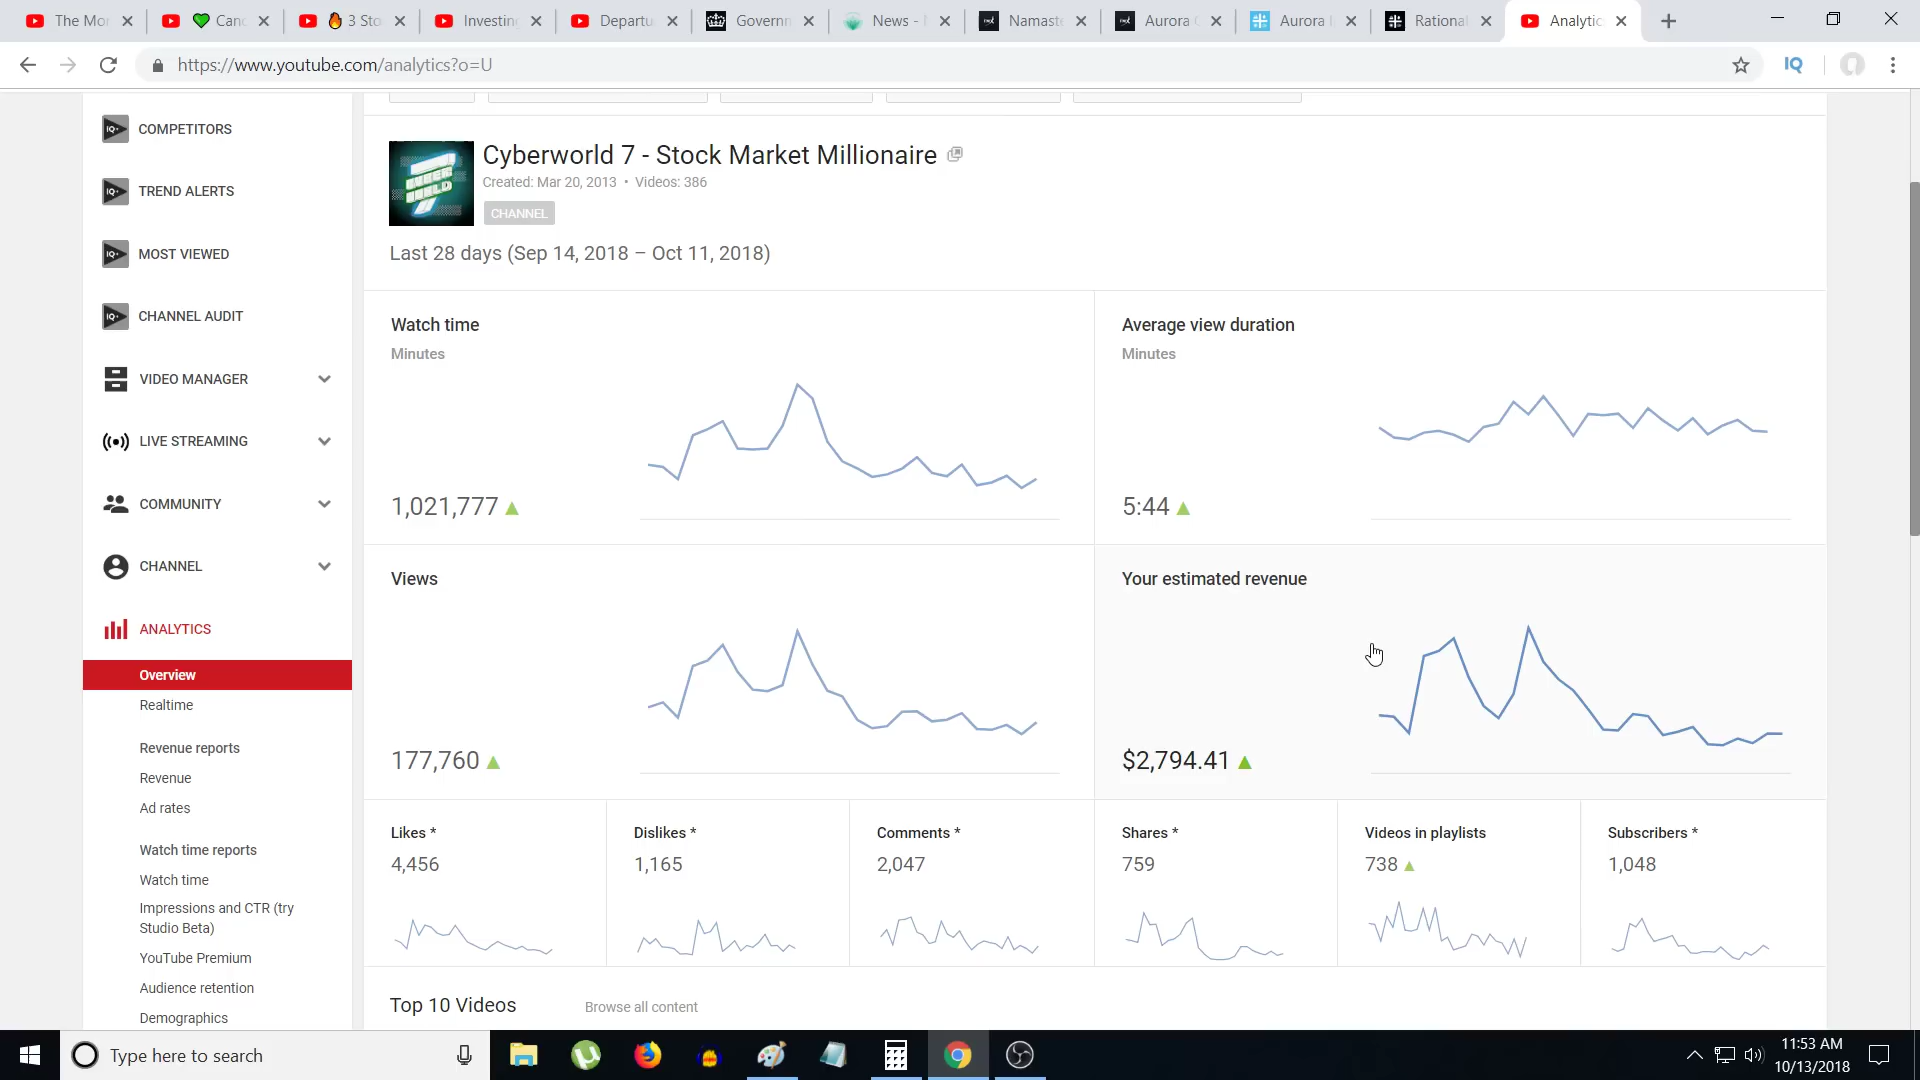 The Mor
💚 Canc
🔥 3 Sto
Investing
Departu
Governm
News -
Namaste
Aurora
Aurora
Rational
Analytic
https://www.youtube.com/analytics?o=U
IQ
COMPETITORS
TREND ALERTS
MOST VIEWED
CHANNEL AUDIT
VIDEO MANAGER
LIVE STREAMING
COMMUNITY
CHANNEL
ANALYTICS
Overview
Realtime
Revenue reports
Revenue
Ad rates
Watch time reports
Watch time
Impressions and CTR (try
Studio Beta)
YouTube Premium
Audience retention
Demographics
Cyberworld 7 - Stock Market Millionaire
Created: Mar 20, 2013 • Videos: 386
CHANNEL
Last 28 days (Sep 14, 2018 – Oct 11, 2018)
Watch time
Minutes
1,021,777
Average view duration
Minutes
5:44
Views
177,760
Your estimated revenue
$2,794.41
Likes *
4,456
Dislikes *
1,165
Comments *
2,047
Shares *
759
Videos in playlists
738
Subscribers *
1,048
Top 10 Videos
Browse all content
Type here to search
11:53 AM
10/13/2018